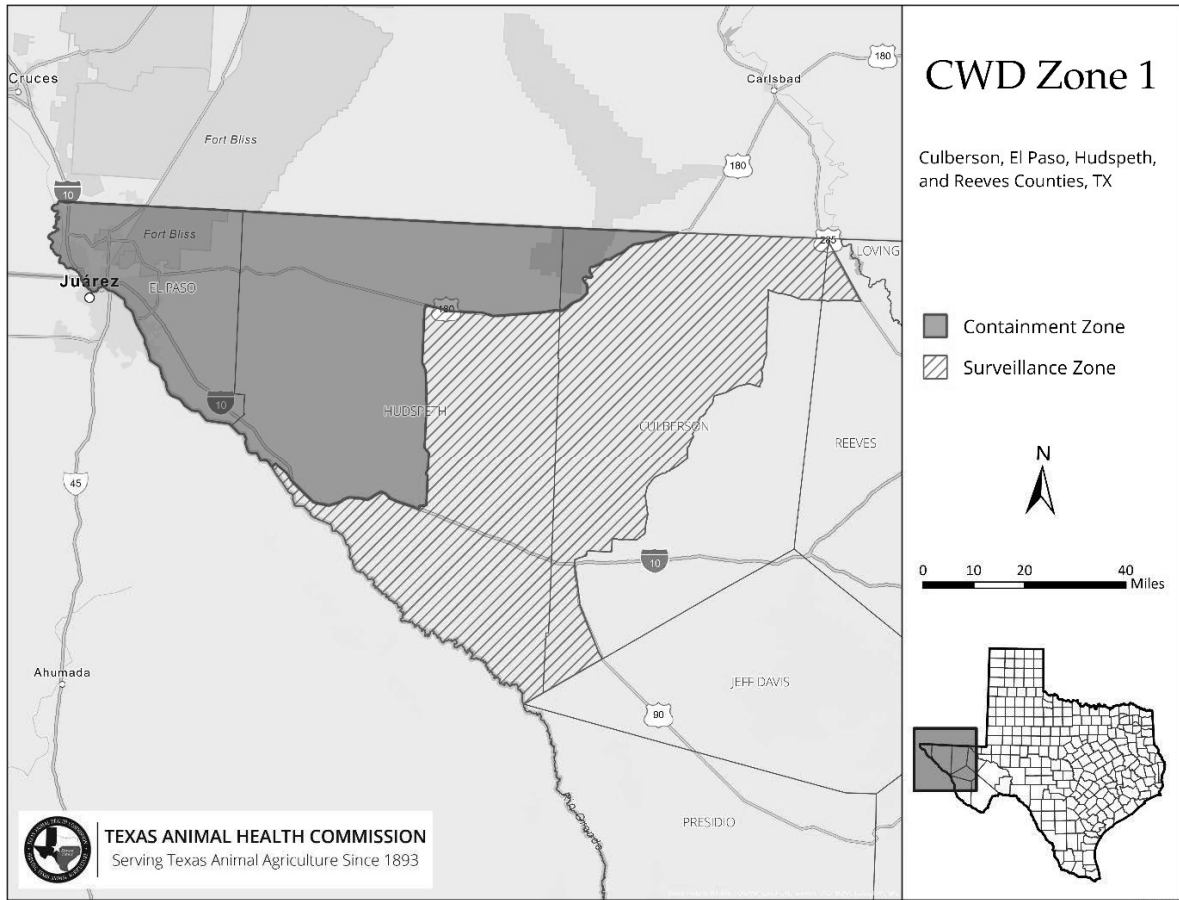 Cruces
Carlsbad
180
Fort Bliss
180
10
Fort Bliss
285
LOVING
Juárez
EL PASO
180
10
HUDSPETH
CULBERSON
REEVES
45
10
Ahumada
JEFF DAVIS
90
PRESIDIO
CWD Zone 1
Culberson, El Paso, Hudspeth,
and Reeves Counties, TX
Containment Zone
Surveillance Zone
N
0 10 20 40
Miles
TEXAS ANIMAL HEALTH COMMISSION
Serving Texas Animal Agriculture Since 1893